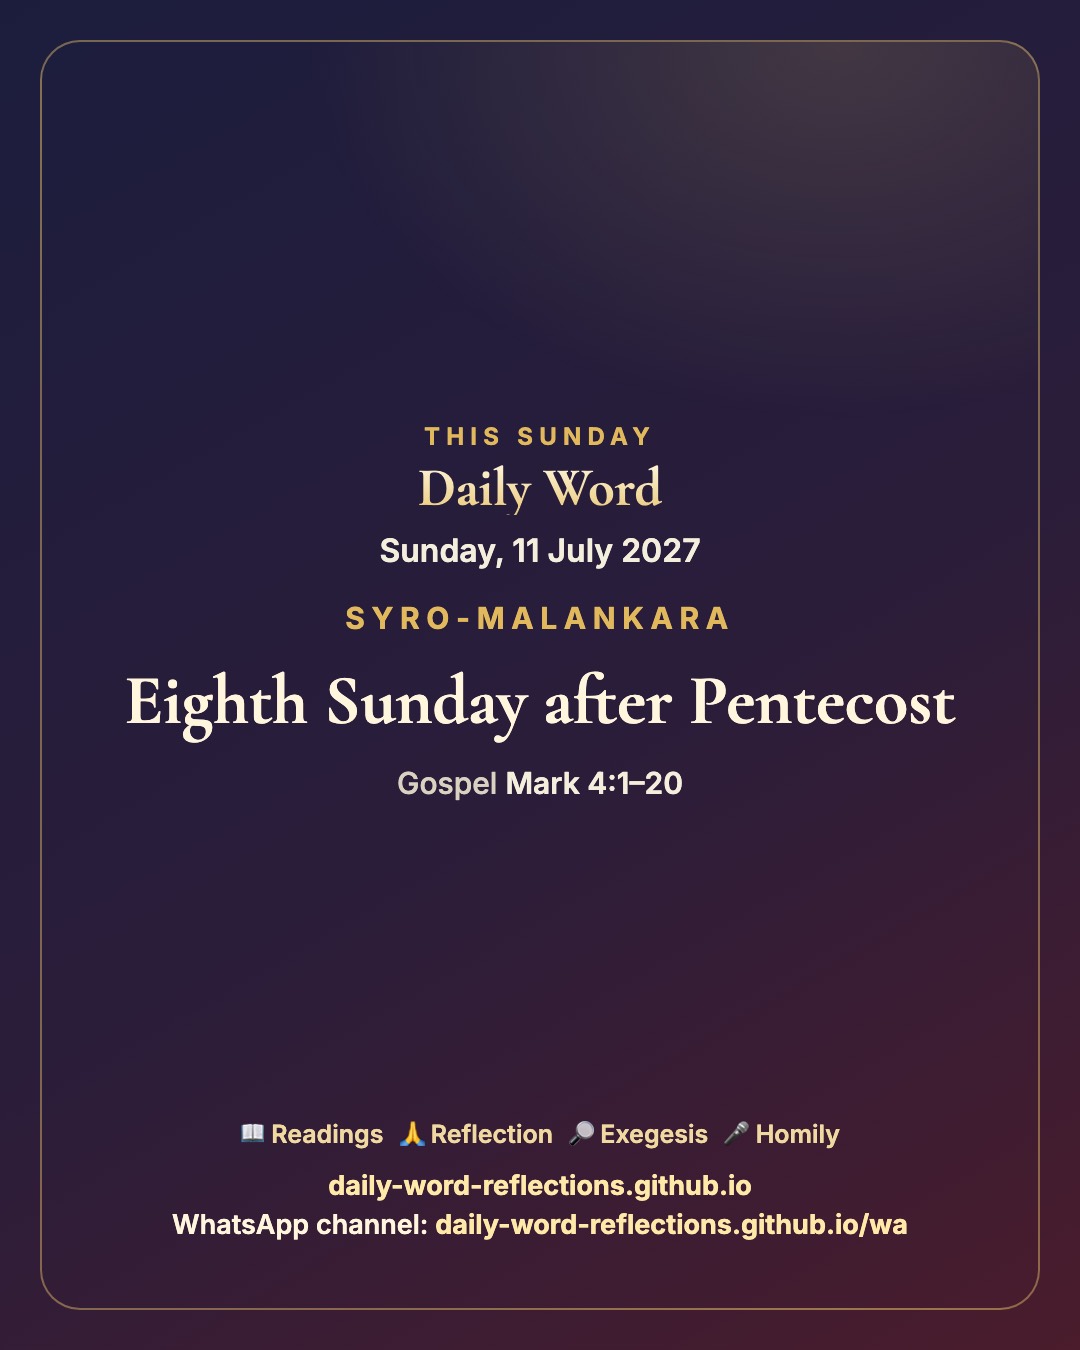 THIS SUNDAY
Daily Word
Sunday, 11 July 2027
SYRO-MALANKARA
Eighth Sunday after Pentecost
Gospel Mark 4:1–20
📖 Readings 🙏 Reflection 🔎 Exegesis 🎤 Homily
daily-word-reflections.github.io
WhatsApp channel: daily-word-reflections.github.io/wa